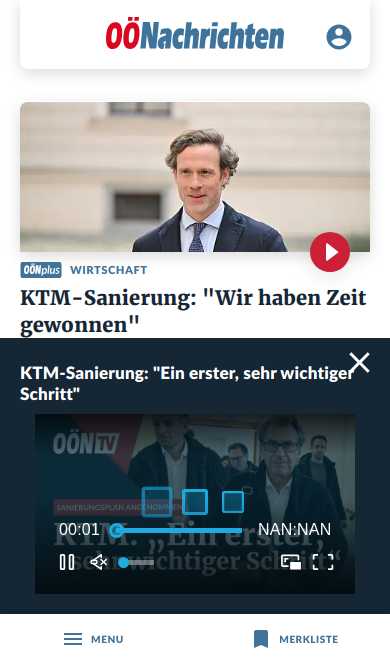 OÖNachrichten
OÖNplus WIRTSCHAFT
KTM-Sanierung: "Wir haben Zeit
gewonnen"
KTM-Sanierung: "Ein erster, sehr wichtiger
Schritt"
OÖN TV
SANIERUNGSPLAN ANGENOMMEN
00:01 NAN:NAN
KTM: „Ein erster,
sehr wichtiger Schritt“
MENU MERKLISTE